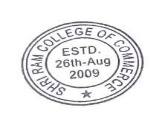 SHRI RAM COLLEGE OF COMMERCE
ESTD.
26th-Aug
2009